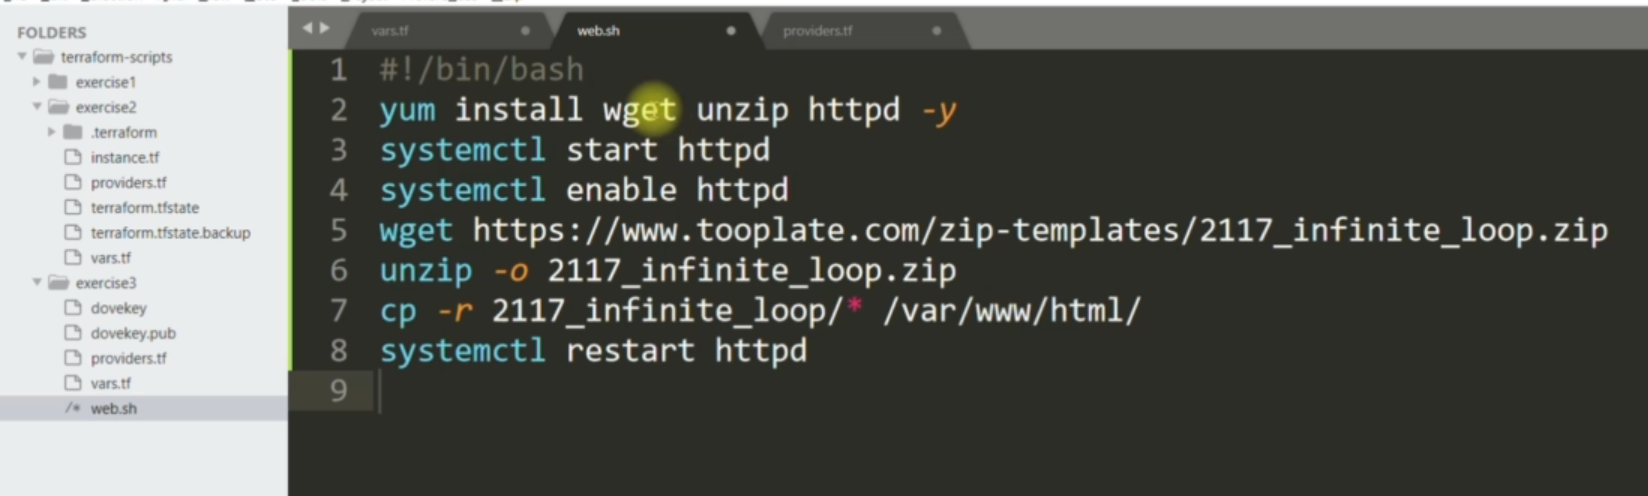 FOLDERS
terraform-scripts
exercise1
exercise2
.terraform
instance.tf
providers.tf
terraform.tfstate
terraform.tfstate.backup
vars.tf
exercise3
dovekey
dovekey.pub
providers.tf
vars.tf
/* web.sh
vars.tf
web.sh
providers.tf
1 #!/bin/bash
2 yum install wget unzip httpd -y
3 systemctl start httpd
4 systemctl enable httpd
5 wget https://www.tooplate.com/zip-templates/2117_infinite_loop.zip
6 unzip -o 2117_infinite_loop.zip
7 cp -r 2117_infinite_loop/* /var/www/html/
8 systemctl restart httpd
9